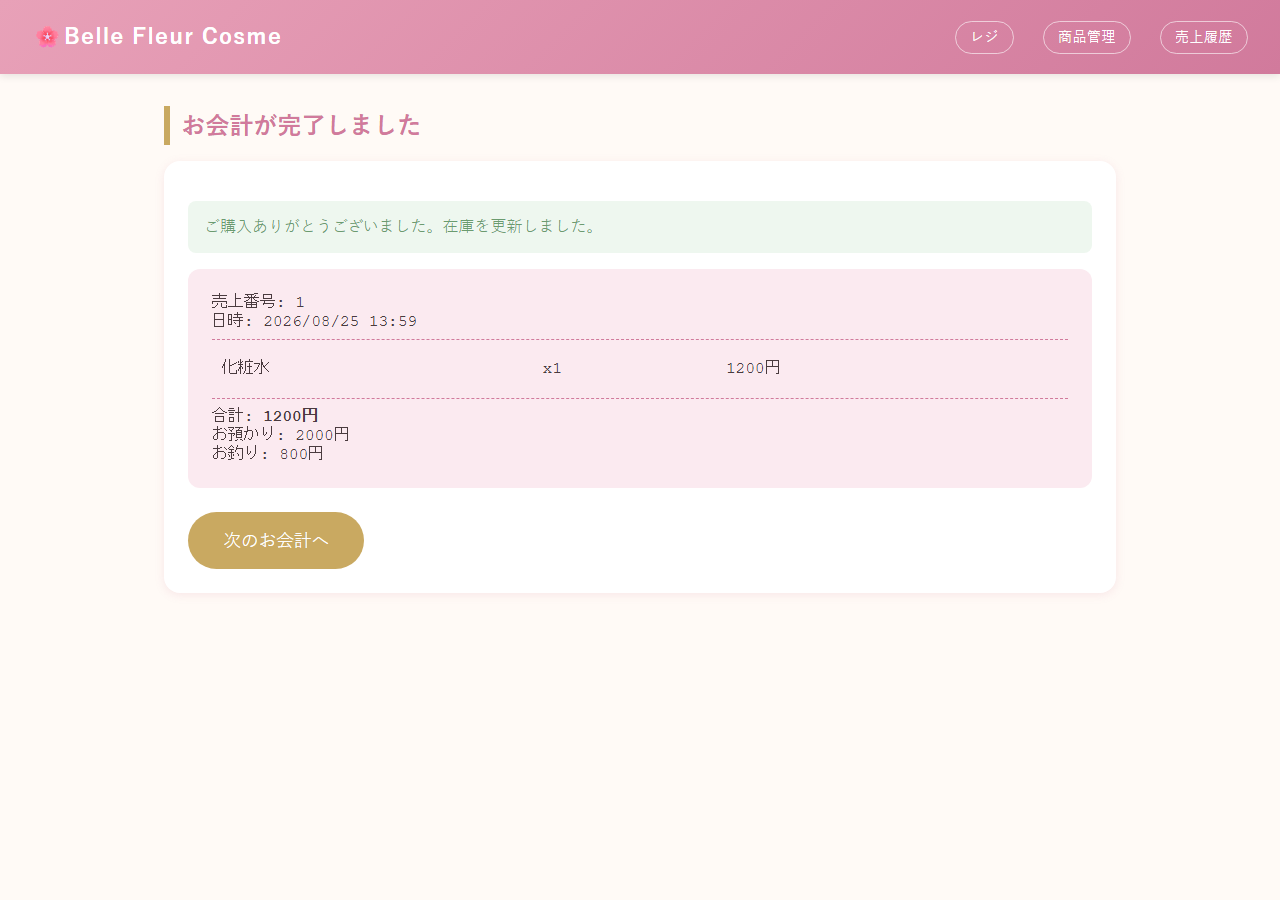 🌸 Belle Fleur Cosme
レジ 商品管理 売上履歴
お会計が完了しました
ご購入ありがとうございました。在庫を更新しました。
売上番号: 1
日時: 2026/08/25 13:59
化粧水 x1 1200円
合計: 1200円
お預かり: 2000円
お釣り: 800円
次のお会計へ